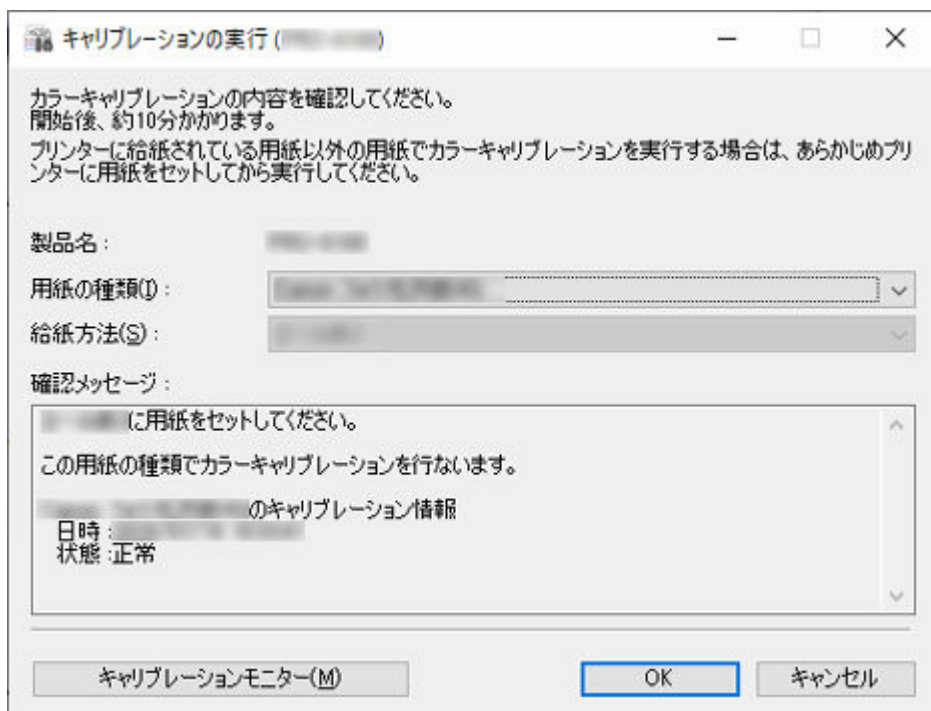 キャリブレーションの実行 (
)
カラーキャリブレーションの内容を確認してください。
開始後、約10分かかります。
プリンターに給紙されている用紙以外の用紙でカラーキャリブレーションを実行する場合は、あらかじめプリ
ンターに用紙をセットしてから実行してください。
製品名 :
用紙の種類(I) :
給紙方法(S) :
確認メッセージ :
に用紙をセットしてください。
この用紙の種類でカラーキャリブレーションを行ないます。
のキャリブレーション情報
日時 :
状態 :正常
キャリブレーションモニター(M)
OK
キャンセル